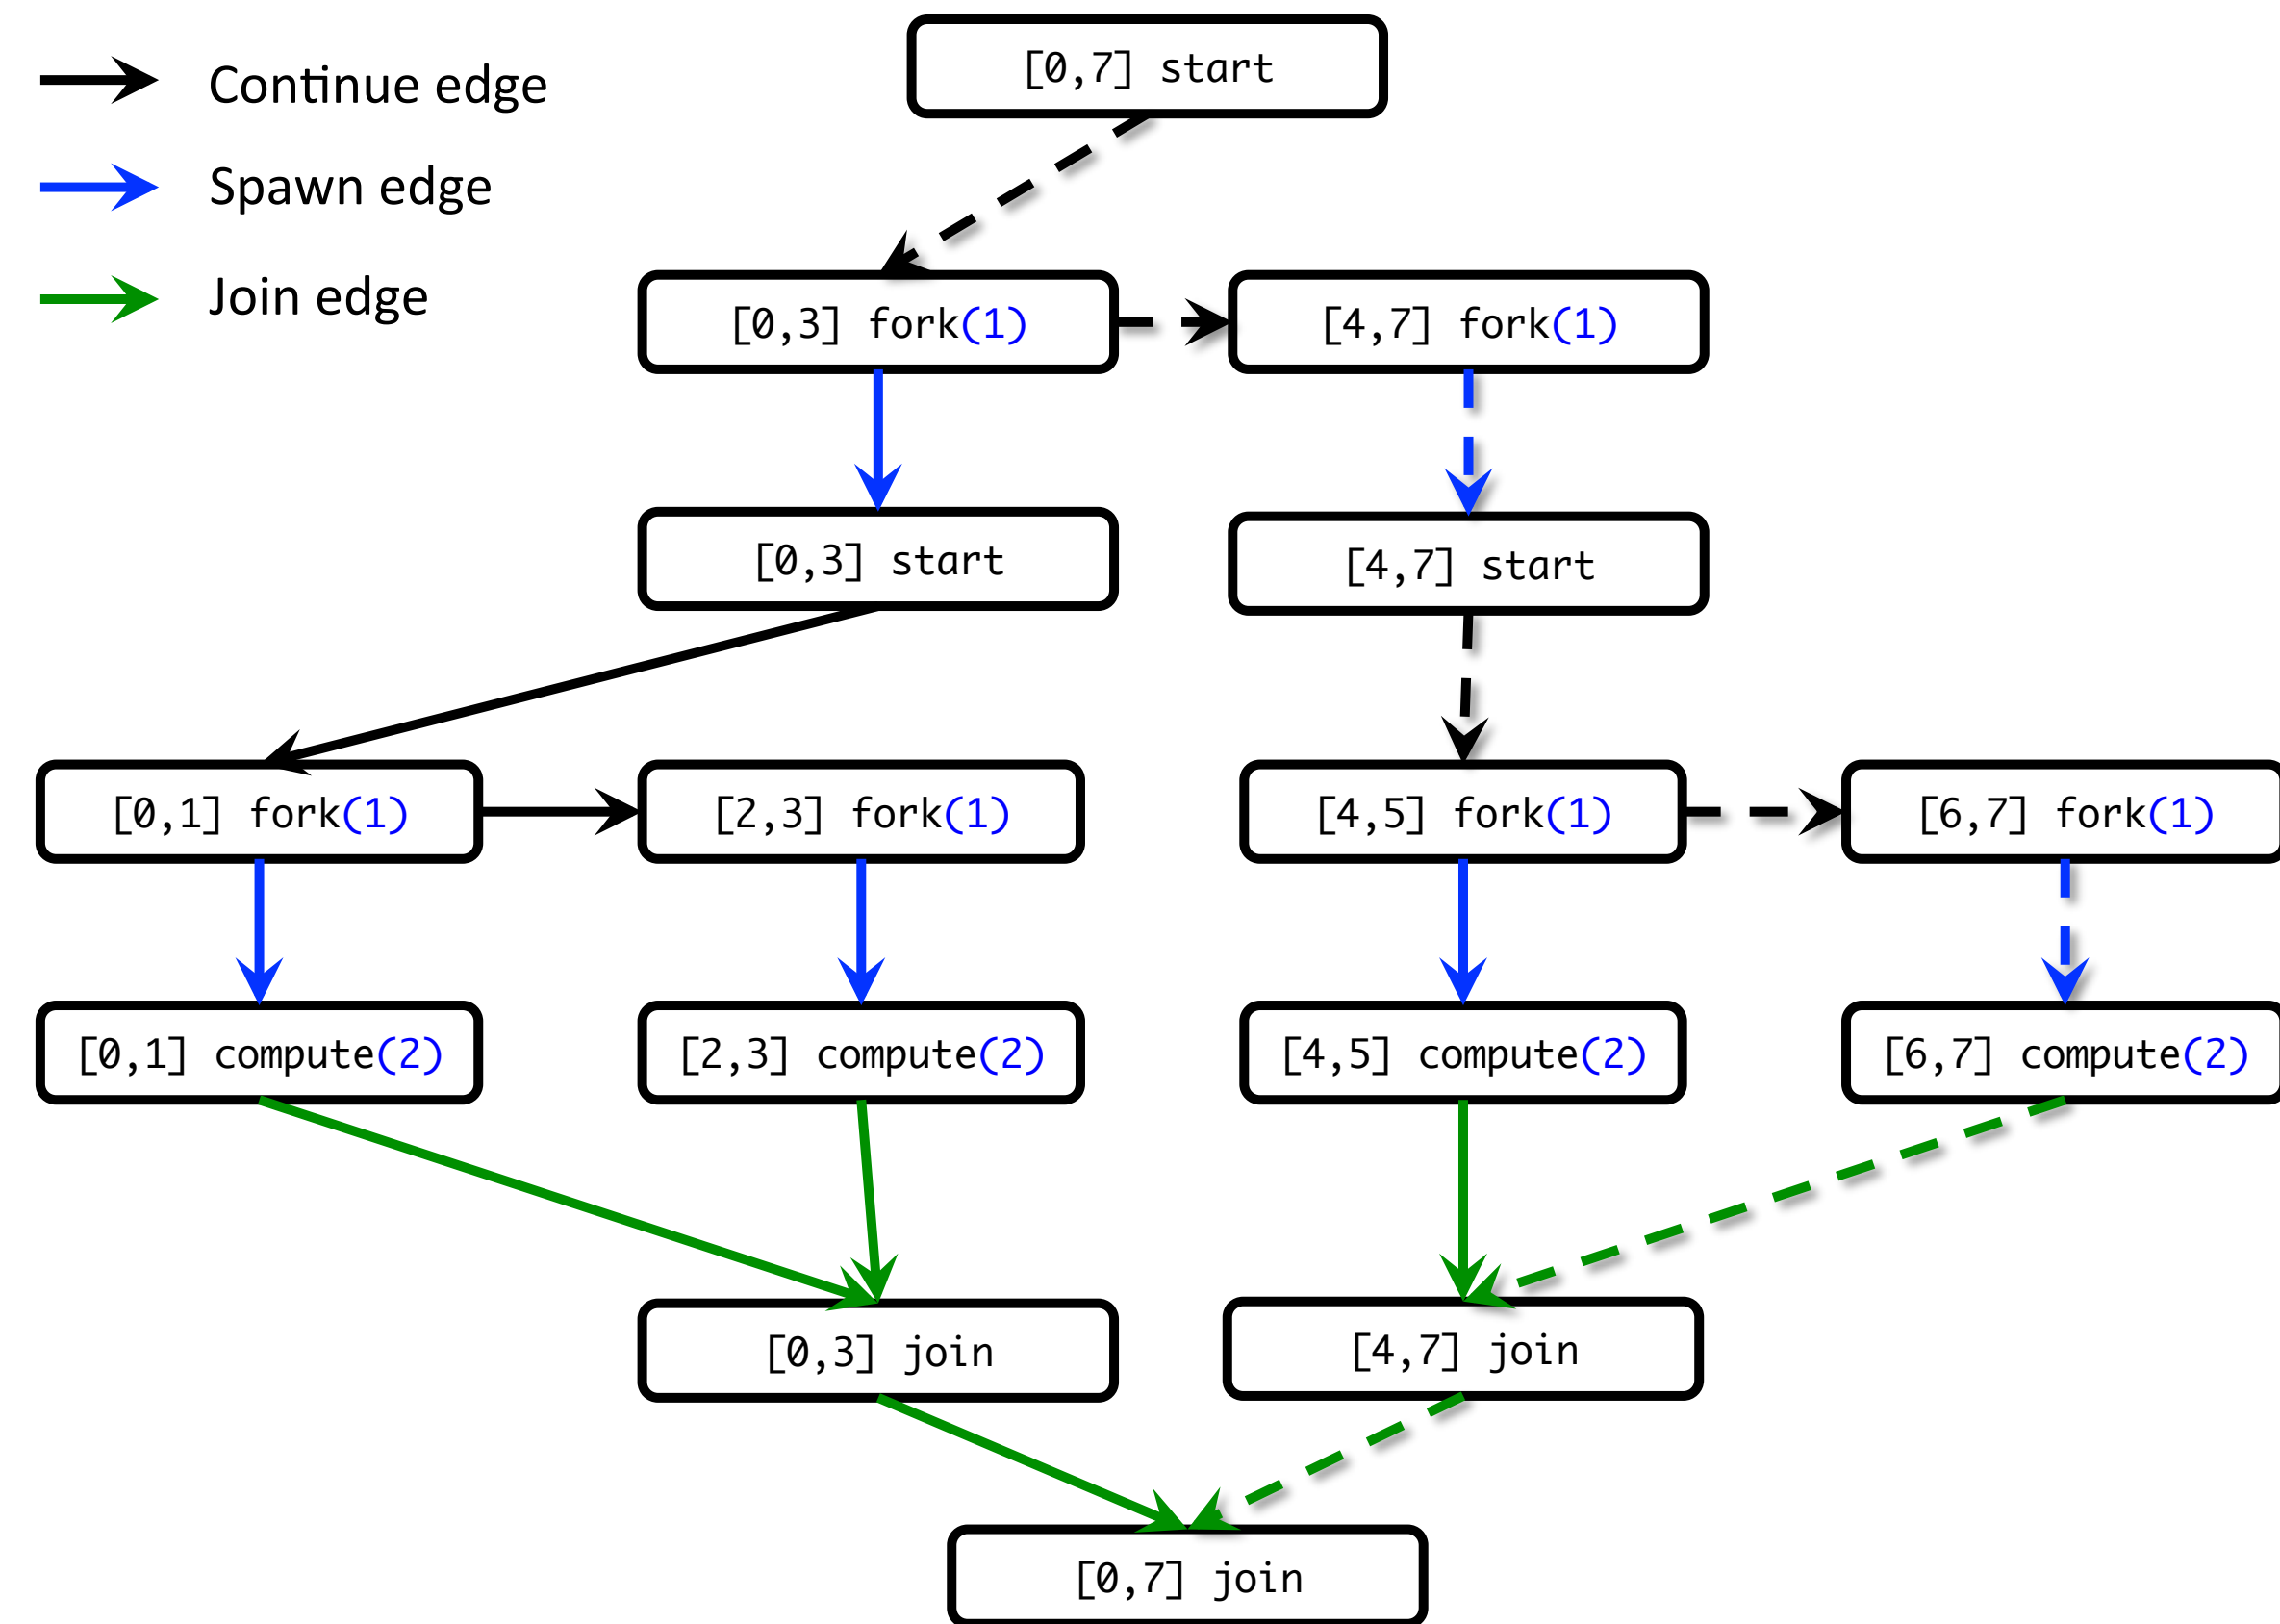 Continue edge
Spawn edge
Join edge
[0,7] start
[0,3] fork(1)
[4,7] fork(1)
[0,3] start
[4,7] start
[0,1] fork(1)
[2,3] fork(1)
[4,5] fork(1)
[6,7] fork(1)
[0,1] compute(2)
[2,3] compute(2)
[4,5] compute(2)
[6,7] compute(2)
[0,3] join
[4,7] join
[0,7] join